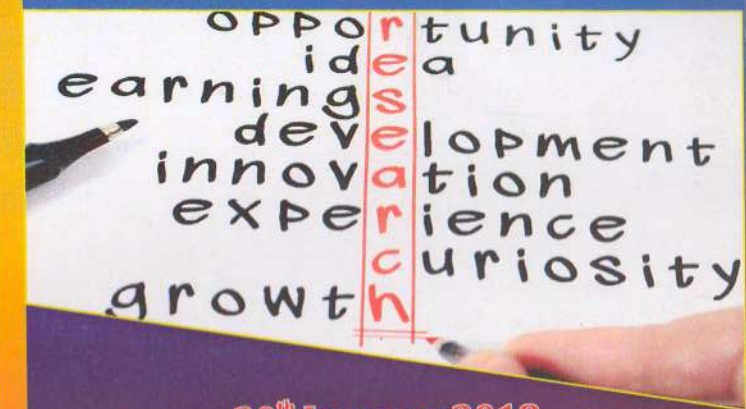 opportunity
idea
earnings
development
innovation
experience
curiosity
growth